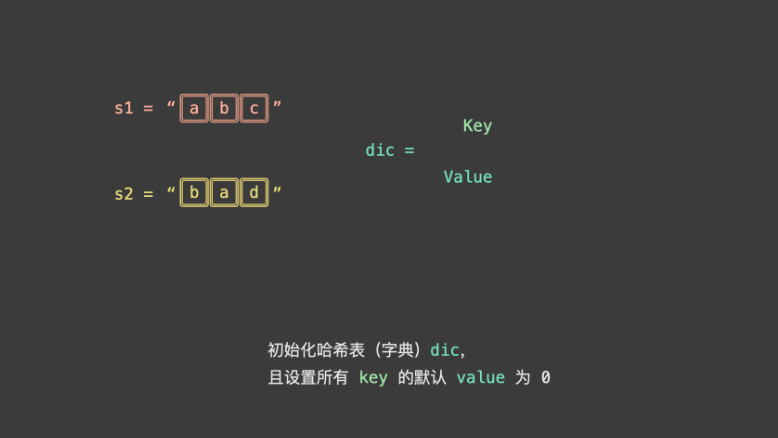 s1 = “abc”
Key
dic =
Value
s2 = “bad”
初始化哈希表（字典）dic，
且设置所有 key 的默认 value 为 0